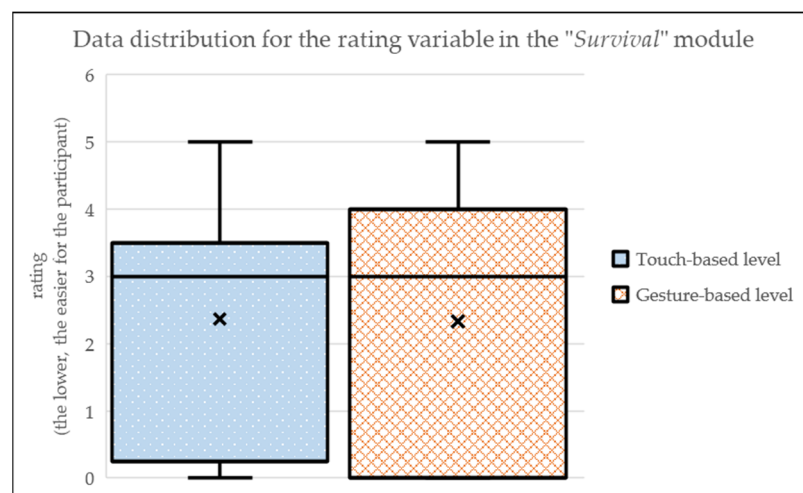 Data distribution for the rating variable in the "Survival" module
rating
(the lower, the easier for the participant)
6
5
4
3
2
1
0
Touch-based level
Gesture-based level